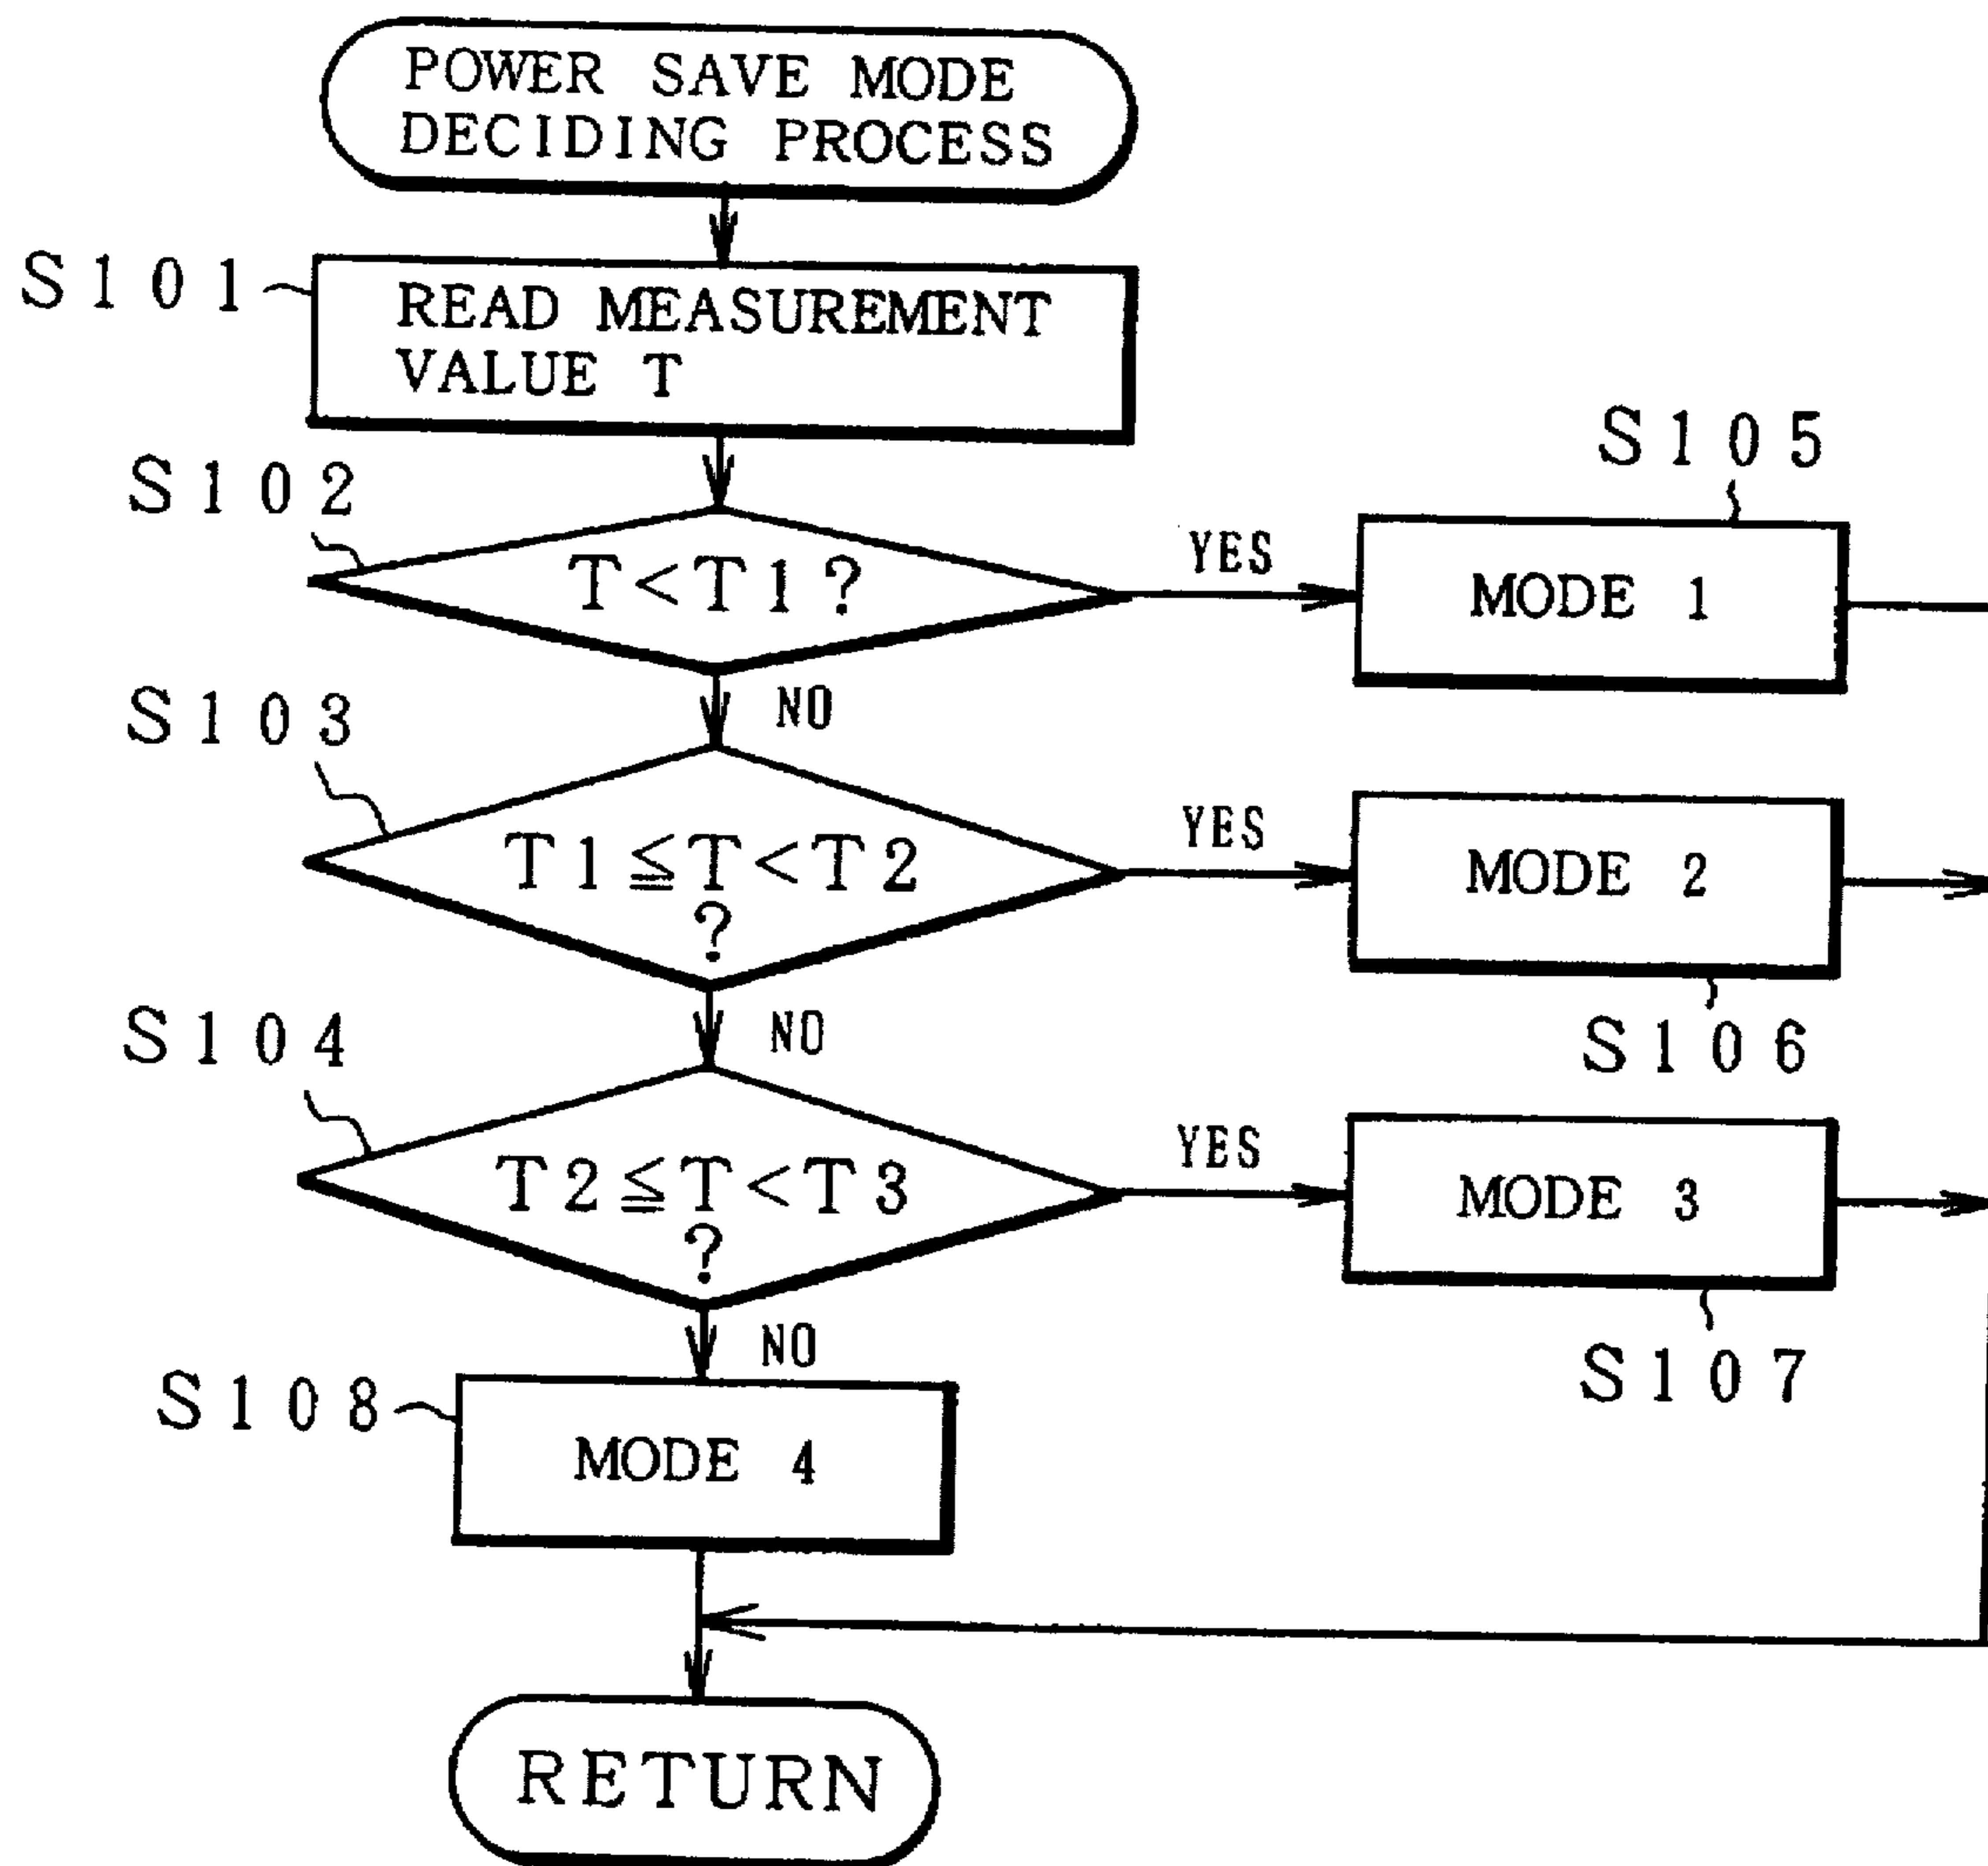 POWER SAVE MODE
DECIDING PROCESS
S101
READ MEASUREMENT
VALUE T
S102
T<T1?
YES
S105
MODE 1
NO
S103
T1≦T<T2
?
YES
MODE 2
S106
NO
S104
T2≦T<T3
?
YES
MODE 3
S107
NO
S108
MODE 4
RETURN